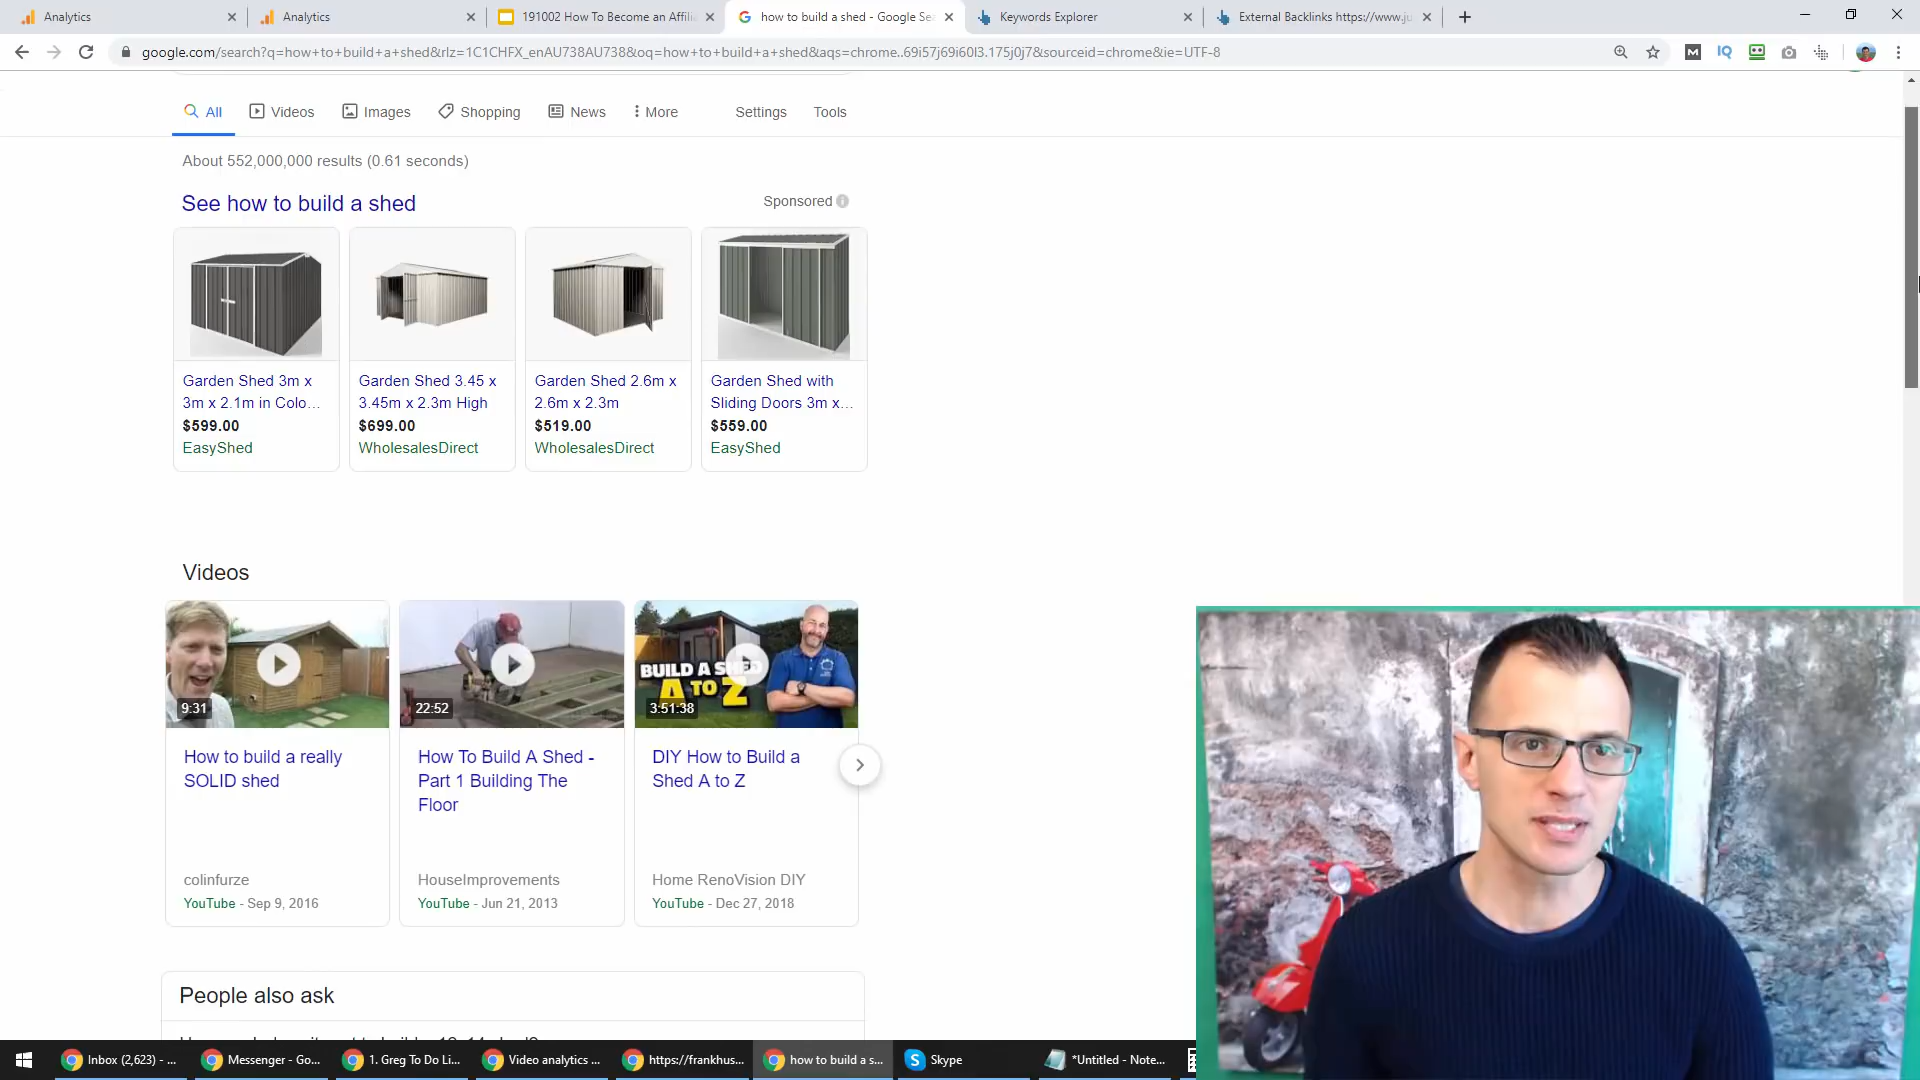 Analytics
Analytics
191002 How To Become an Affilia
how to build a shed - Google Sea
Keywords Explorer
External Backlinks https://www.ju
google.com/search?q=how+to+build+a+shed&rlz=1C1CHFX_enAU738AU738&oq=how+to+build+a+shed&aqs=chrome..69i57j69i60l3.175j0j7&sourceid=chrome&ie=UTF-8
All
Videos
Images
Shopping
News
More
Settings
Tools
About 552,000,000 results (0.61 seconds)
See how to build a shed
Sponsored
Garden Shed 3m x
3m x 2.1m in Colo...
$599.00
EasyShed
Garden Shed 3.45 x
3.45m x 2.3m High
$699.00
WholesalesDirect
Garden Shed 2.6m x
2.6m x 2.3m
$519.00
WholesalesDirect
Garden Shed with
Sliding Doors 3m x...
$559.00
EasyShed
Videos
9:31
How to build a really
SOLID shed
colinfurze
YouTube - Sep 9, 2016
22:52
How To Build A Shed -
Part 1 Building The
Floor
HouseImprovements
YouTube - Jun 21, 2013
BUILD A SHED
A TO Z
3:51:38
DIY How to Build a
Shed A to Z
Home RenoVision DIY
YouTube - Dec 27, 2018
People also ask
Inbox (2,623) - ...
Messenger - Go...
1. Greg To Do Li...
Video analytics ...
https://frankhus...
how to build a s...
Skype
*Untitled - Note...